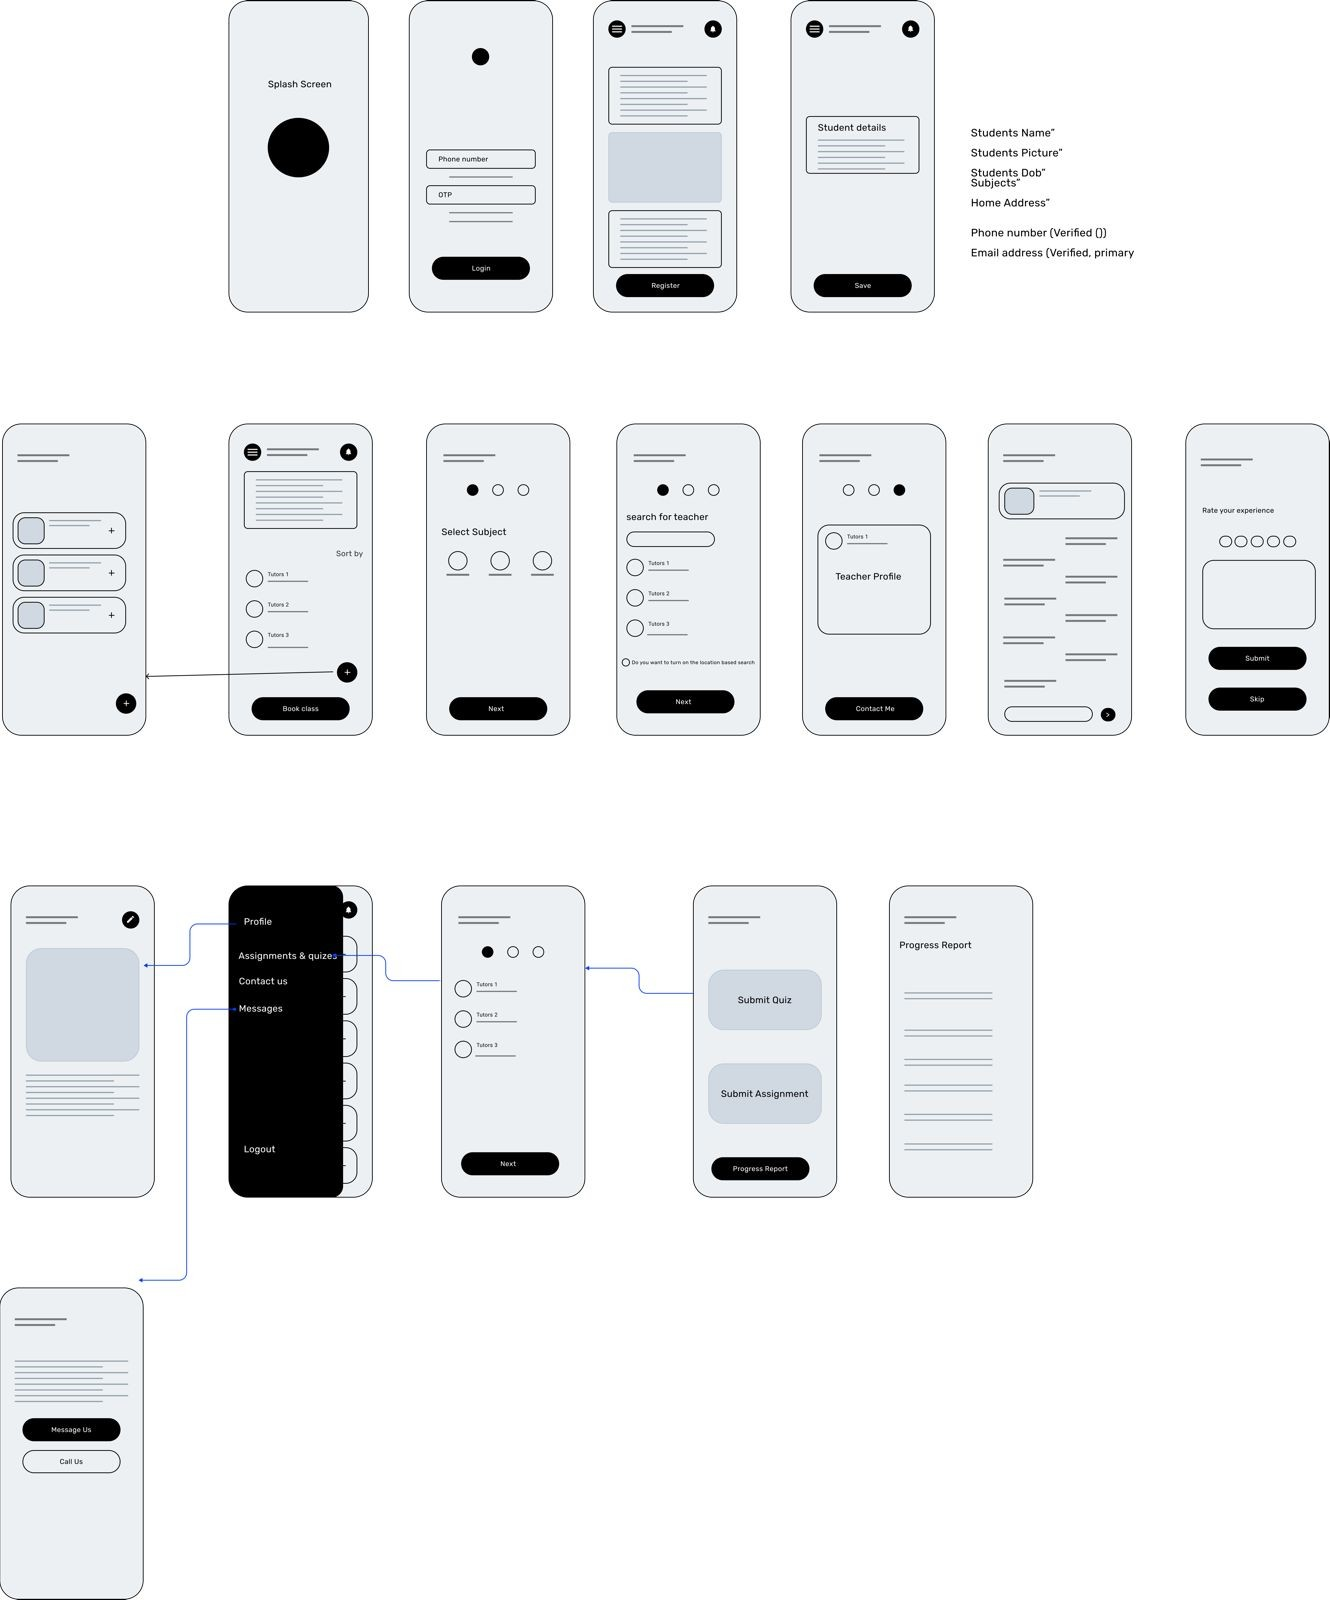 Splash Screen
Phone number
OTP
Login
Register
Student details
Save
Students Name”
Students Picture”
Students Dob”
Subjects”
Home Address”
Phone number (Verified ())
Email address (Verified, primary
+
+
+
+
Sort by
Tutors 1
Tutors 2
Tutors 3
+
Book class
Select Subject
Next
search for teacher
Tutors 1
Tutors 2
Tutors 3
Do you want to turn on the location based search
Next
Tutors 1
Teacher Profile
Contact Me
>
Rate your experience
Submit
Skip
Profile
Assignments & quizes
Contact us
Messages
Logout
Tutors 1
Tutors 2
Tutors 3
Next
Submit Quiz
Submit Assignment
Progress Report
Progress Report
Message Us
Call Us